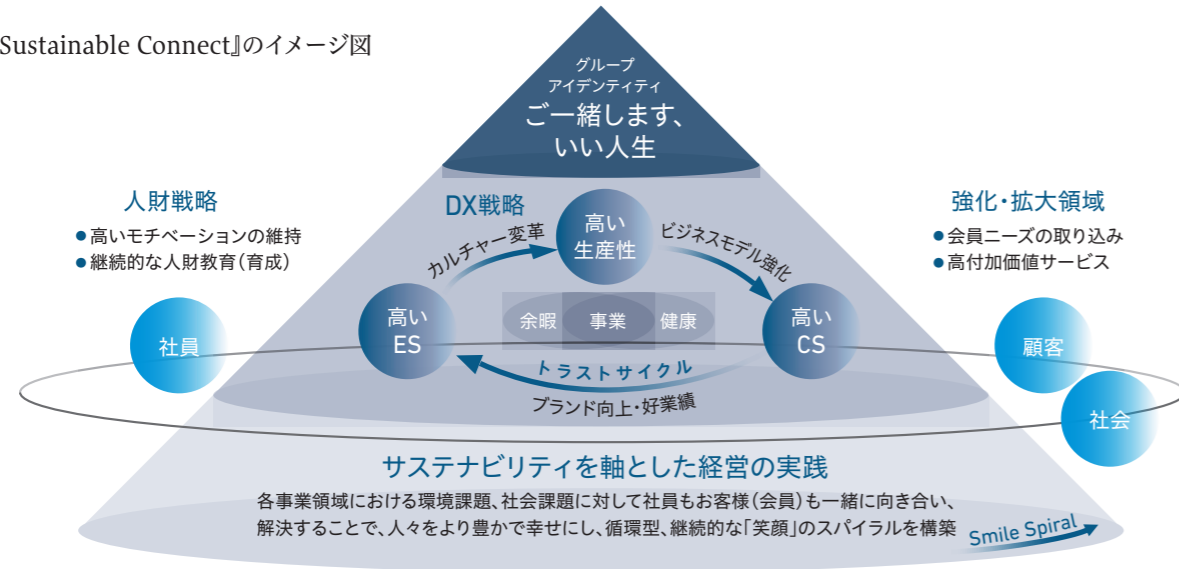 Sustainable Connect』のイメージ図
グループ
アイデンティティ
ご一緒します、
いい人生
人財戦略
●高いモチベーションの維持
●継続的な人財教育(育成)
DX戦略
カルチャー変革
高い
生産性
ビジネスモデル強化
強化・拡大領域
●会員ニーズの取り込み
●高付加価値サービス
社員
高い
ES
余暇
事業
健康
高い
CS
顧客
社会
トラストサイクル
ブランド向上・好業績
サステナビリティを軸とした経営の実践
各事業領域における環境課題、社会課題に対して社員もお客様(会員)も一緒に向き合い、
解決することで、人々をより豊かで幸せにし、循環型、継続的な「笑顔」のスパイラルを構築
Smile Spiral